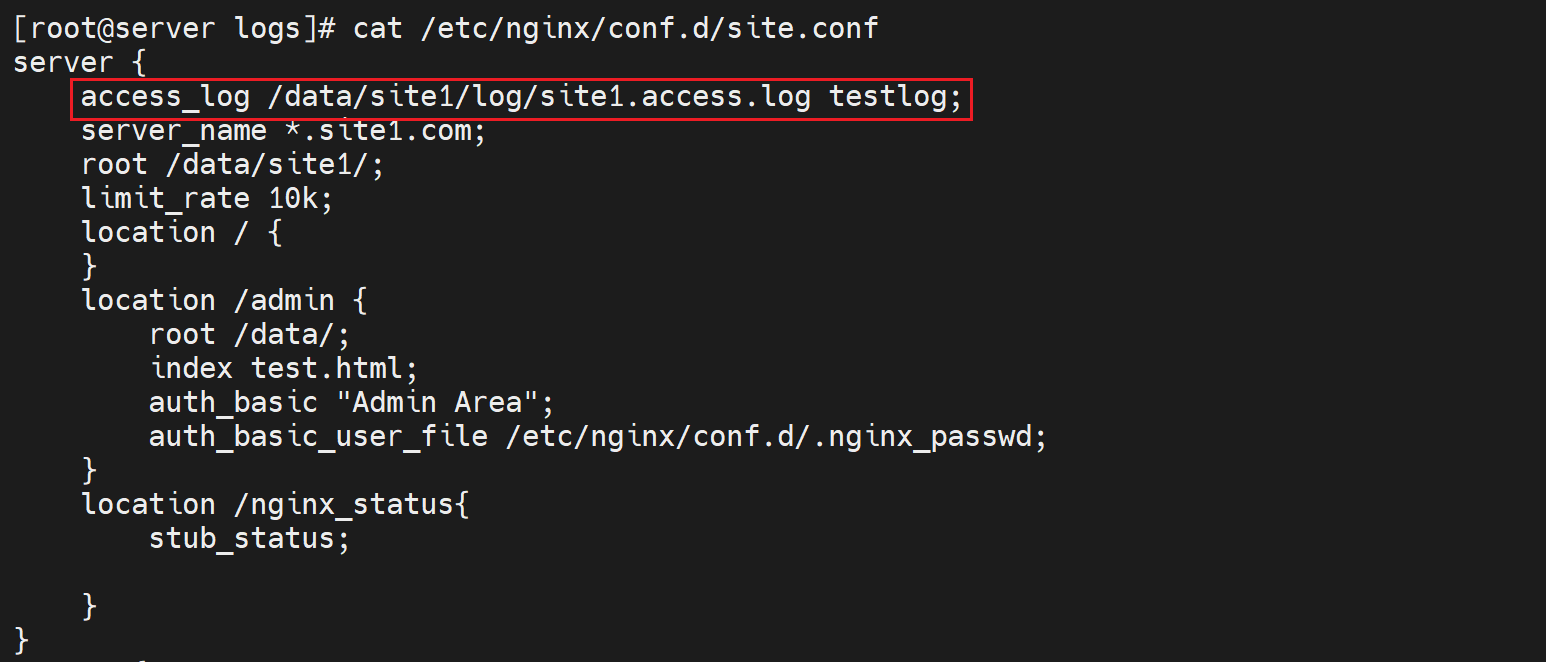 [root@server logs]# cat /etc/nginx/conf.d/site.conf
server {
    access_log /data/site1/log/site1.access.log testlog;
    server_name *.site1.com;
    root /data/site1/;
    limit_rate 10k;
    location / {
    }
    location /admin {
        root /data/;
        index test.html;
        auth_basic "Admin Area";
        auth_basic_user_file /etc/nginx/conf.d/.nginx_passwd;
    }
    location /nginx_status{
        stub_status;

    }
}